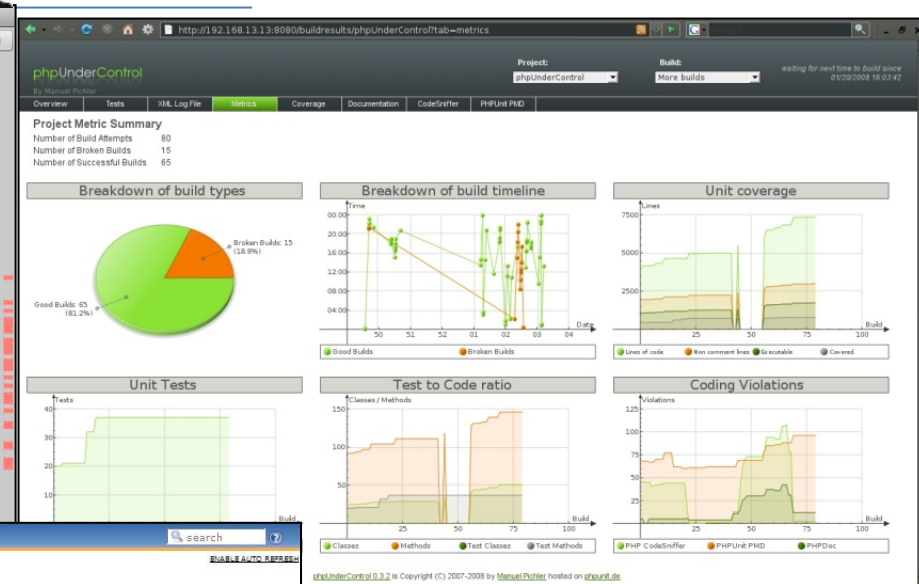 http://192.168.13.13:8080/buildresults/phpUnderControl?tab=metrics
phpUnderControl
By Manuel Pichler
Project:
phpUnderControl
Build:
More builds
waiting for next time to build since
01/20/2008 16:03:42
Overview Tests XML Log File Metrics Coverage Documentation CodeSniffer PHPUnit PMD
Project Metric Summary
Number of Build Attempts 80
Number of Broken Builds 15
Number of Successful Builds 65
Breakdown of build types
Broken Builds: 15
(18.8%)
Good Builds: 65
(81.2%)
Breakdown of build timeline
Time
00:00
20:00
16:00
12:00
08:00
04:00
50 51 52 01 02 03 04
Date
Good Builds Broken Builds
Unit coverage
Lines
7500
5000
2500
25 50 75 100
Build
Lines of code Non comment lines Executable Covered
Unit Tests
Tests
40
30
20
10
Build
Test to Code ratio
Classes / Methods
150
100
50
25 50 75 100
Build
Classes Methods Test Classes Test Methods
Coding Violations
Violations
125
100
75
50
25
25 50 75 100
Build
PHP CodeSniffer PHPUnit PMD PHPDoc
search
ENABLE AUTO REFRESH
phpUnderControl 0.3.2 is Copyright (C) 2007-2008 by Manuel Pichler hosted on phpunit.de.